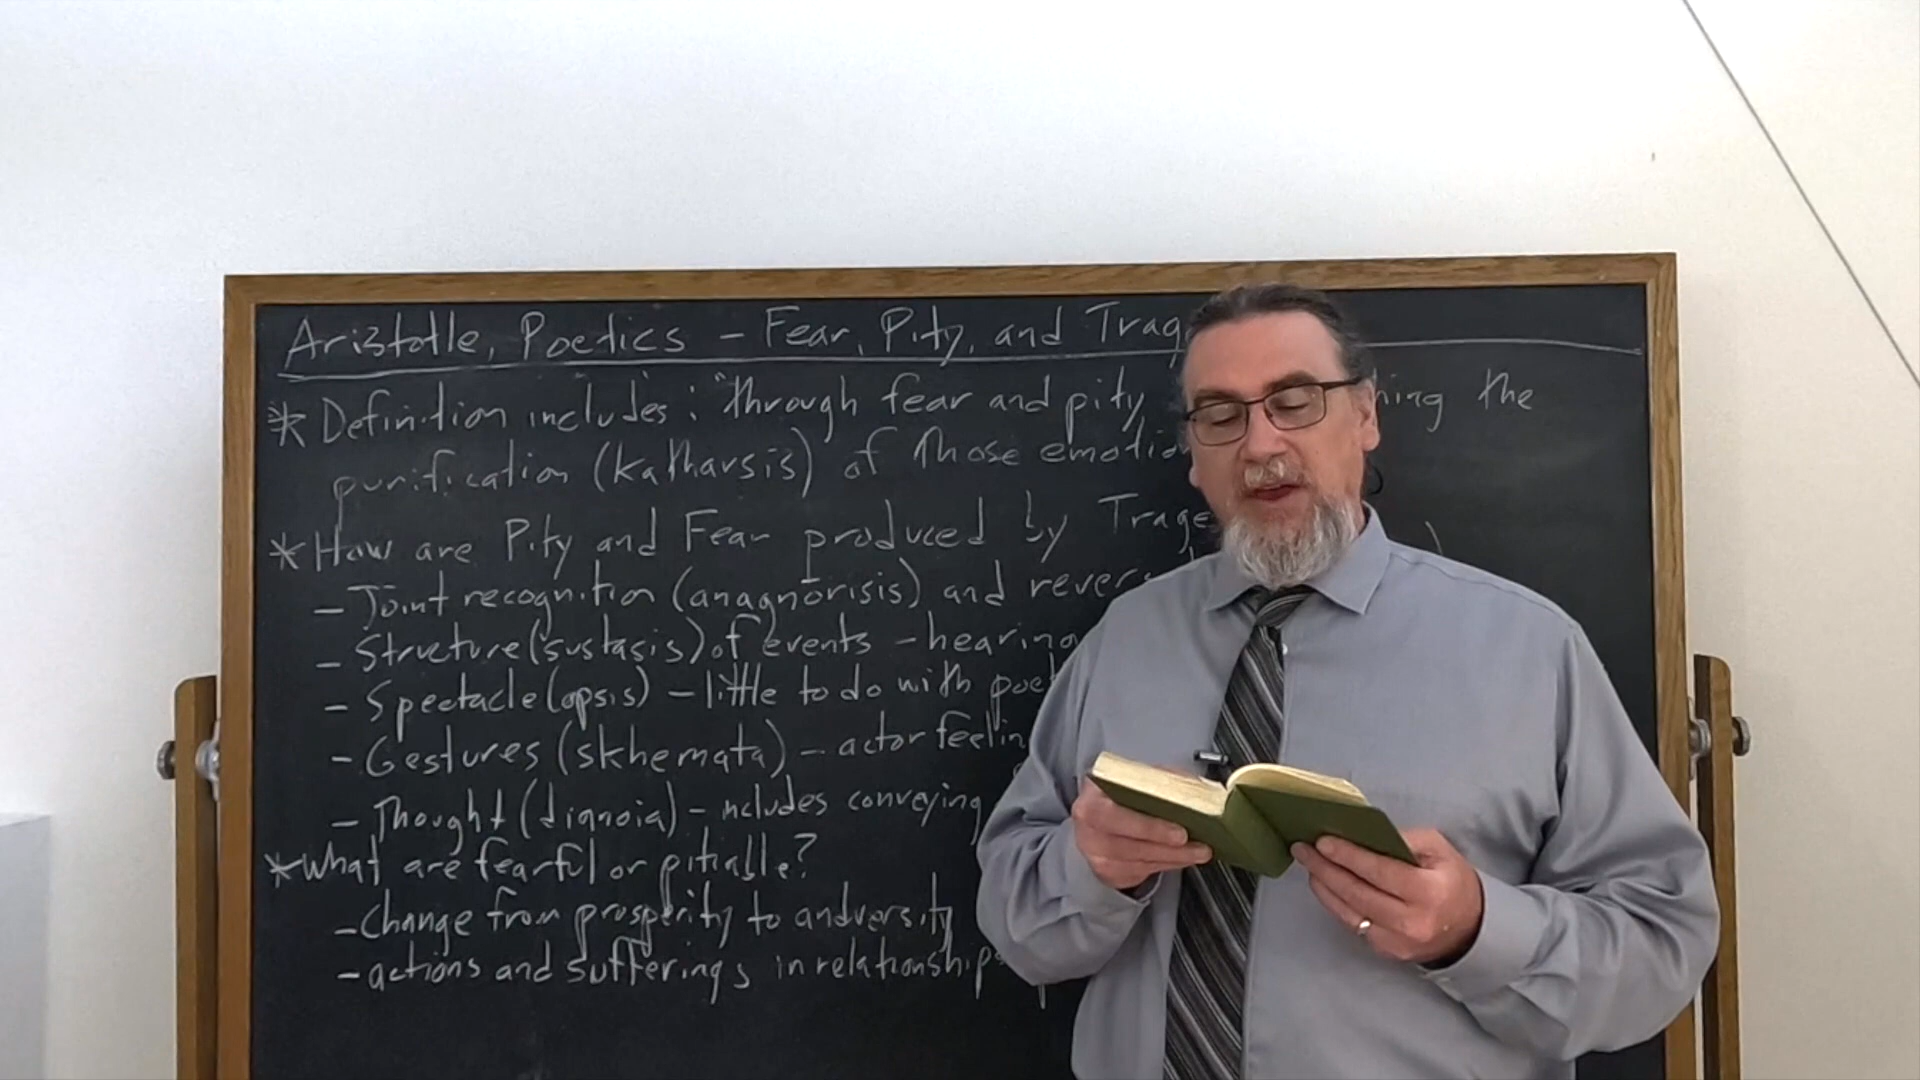 Aristotle, Poetics – Fear, Pity, and Trag
* Definition includes: "through fear and pity hing the
purification (katharsis) of those emotio
* How are Pity and Fear produced by Trage )
– Joint recognition (anagnorisis) and rever
– Structure (sustasis) of events – hearing
– Spectacle (opsis) – little to do with poet
– Gestures (skhemata) – actor feelin
– Thought (dianoia) – includes conveying
* What are fearful or pitiable?
– Change from prosperity to andversity
– actions and sufferings in relationships